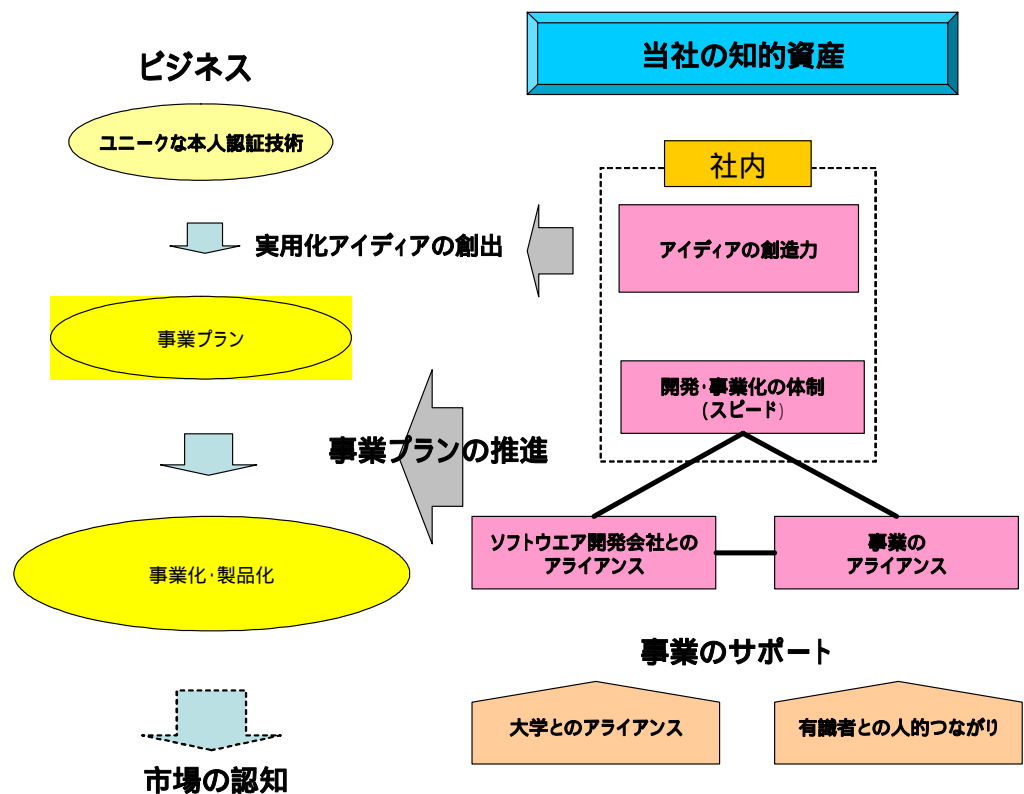 当社の知的資産
ビジネス
ユニークな本人認証技術
社内
実用化アイディアの創出
アイディアの創造力
事業プラン
開発・事業化の体制
(スピード)
事業プランの推進
ソフトウエア開発会社との
アライアンス
事業の
アライアンス
事業化・製品化
事業のサポート
大学とのアライアンス
有識者との人的つながり
市場の認知